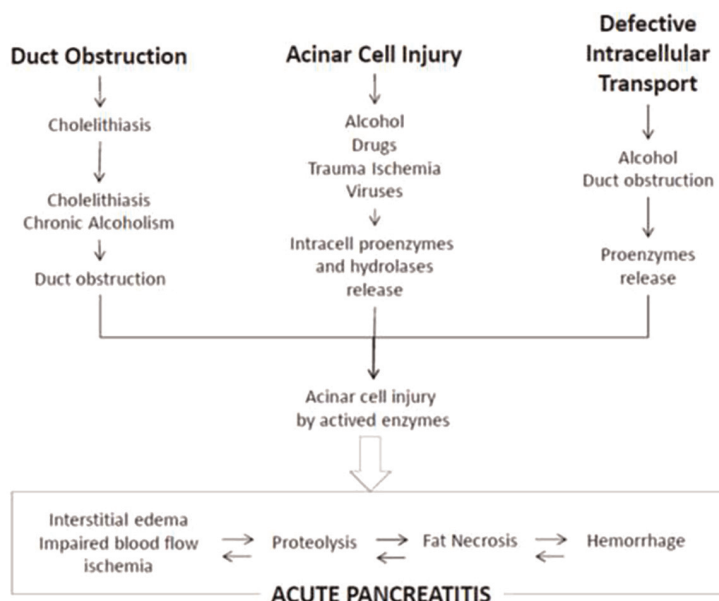 Duct Obstruction
Cholelithiasis
Cholelithiasis
Chronic Alcoholism
Duct obstruction
Acinar Cell Injury
Alcohol
Drugs
Trauma Ischemia
Viruses
Intracell proenzymes
and hydrolases
release
Defective
Intracellular
Transport
Alcohol
Duct obstruction
Proenzymes
release
Acinar cell injury
by actived enzymes
Interstitial edema
Impaired blood flow
ischemia
Proteolysis
Fat Necrosis
Hemorrhage
ACUTE PANCREATITIS